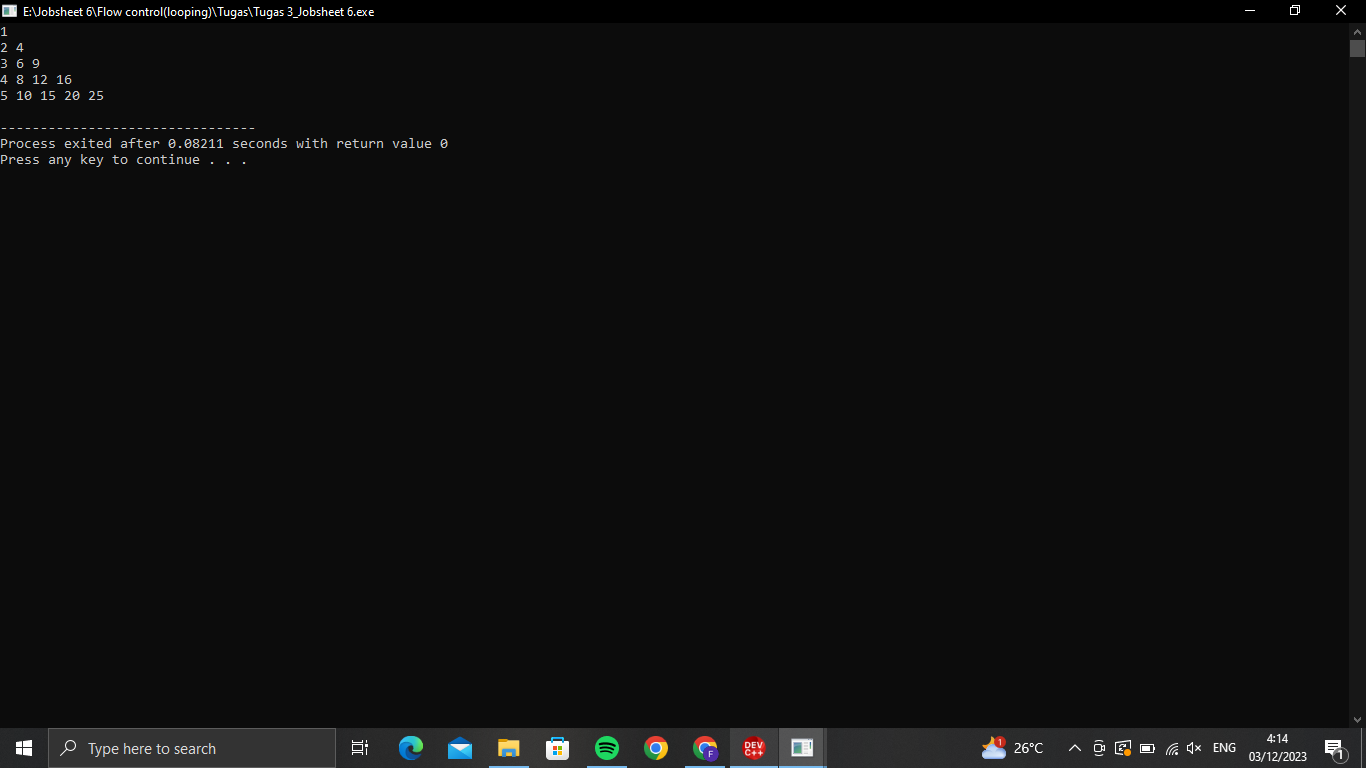 E:\Jobsheet 6\Flow control(looping)\Tugas\Tugas 3_Jobsheet 6.exe
1
2 4
3 6 9
4 8 12 16
5 10 15 20 25
--------------------------------
Process exited after 0.08211 seconds with return value 0
Press any key to continue . . .
Type here to search
F
DEV
C++
1
26°C
ENG
4:14
03/12/2023
1